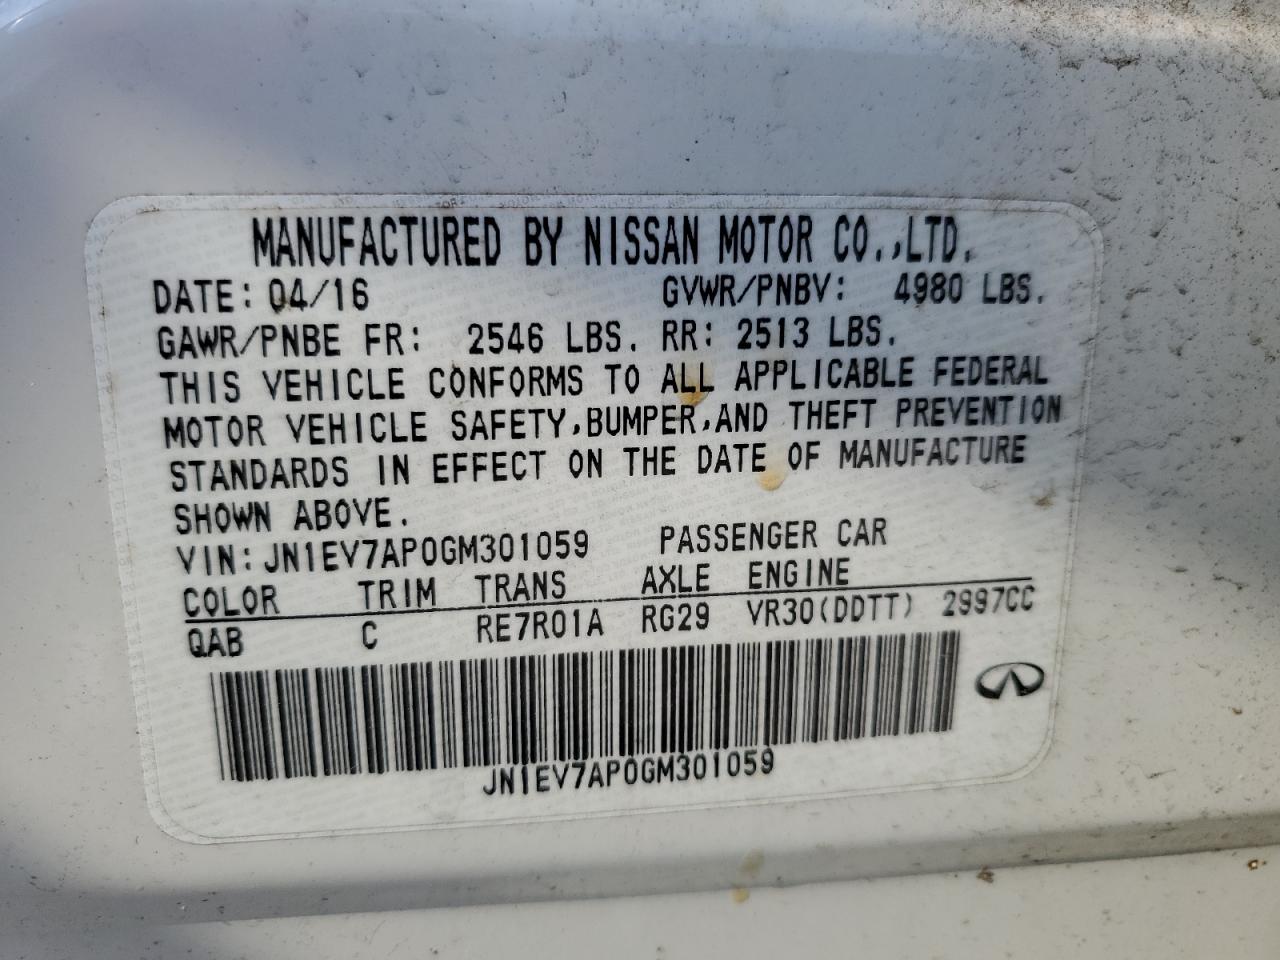 MANUFACTURED BY NISSAN MOTOR CO.,LTD.
DATE: 04/16 GVWR/PNBV: 4980 LBS.
GAWR/PNBE FR: 2546 LBS. RR: 2513 LBS.
THIS VEHICLE CONFORMS TO ALL APPLICABLE FEDERAL
MOTOR VEHICLE SAFETY,BUMPER,AND THEFT PREVENTION
STANDARDS IN EFFECT ON THE DATE OF MANUFACTURE
SHOWN ABOVE.
VIN: JN1EV7AP0GM301059 PASSENGER CAR
COLOR TRIM TRANS AXLE ENGINE
QAB C RE7R01A RG29 VR30(DDTT) 2997CC
JN1EV7AP0GM301059